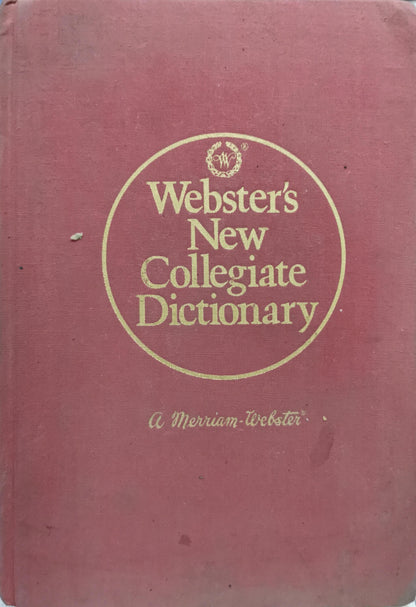 W ®
Webster's
New
Collegiate
Dictionary
A Merriam-Webster®